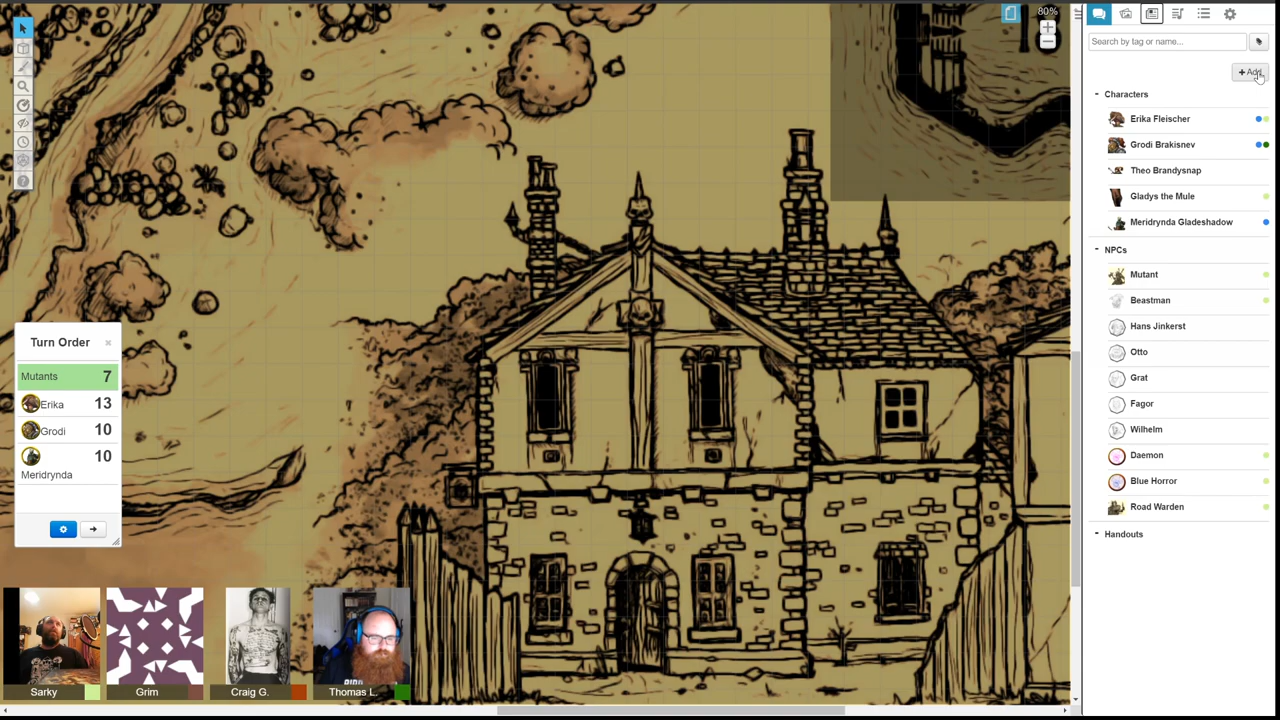 80%
Search by tag or name...
+ Add
Characters
Erika Fleischer
Grodi Brakisnev
Theo Brandysnap
Gladys the Mule
Meridrynda Gladeshadow
NPCs
Mutant
Beastman
Hans Jinkerst
Otto
Grat
Fagor
Wilhelm
Daemon
Blue Horror
Road Warden
Handouts
Turn Order
Mutants 7
Erika 13
Grodi 10
10
Meridrynda
Sarky
Grim
Craig G.
Thomas L.